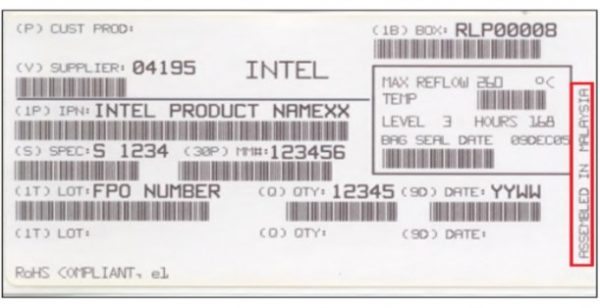 (P) CUST PROD:
(1B) BOX: RLP00008
(V) SUPPLIER: 04195 INTEL
MAX REFLOW 260 °C
TEMP
(1P) IPN: INTEL PRODUCT NAMEXX
LEVEL 3 HOURS 168
BAG SEAL DATE 09DEC05
(S) SPEC: S 1234 (30P) MM#: 123456
(1T) LOT: FPO NUMBER (Q) QTY: 12345 (9D) DATE: YYWW
(1T) LOT: (Q) QTY: (9D) DATE:
RoHS COMPLIANT, e1
ASSEMBLED IN MALAYSIA